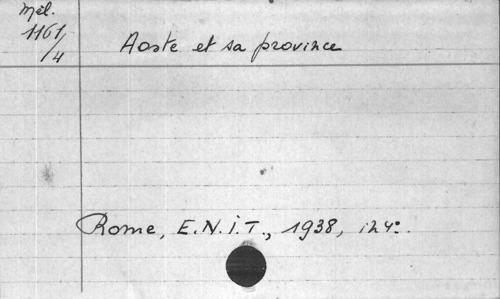 Mél.
1161/
/4
Aoste et sa province
Rome, E.N.I.T., 1938, in 4°.